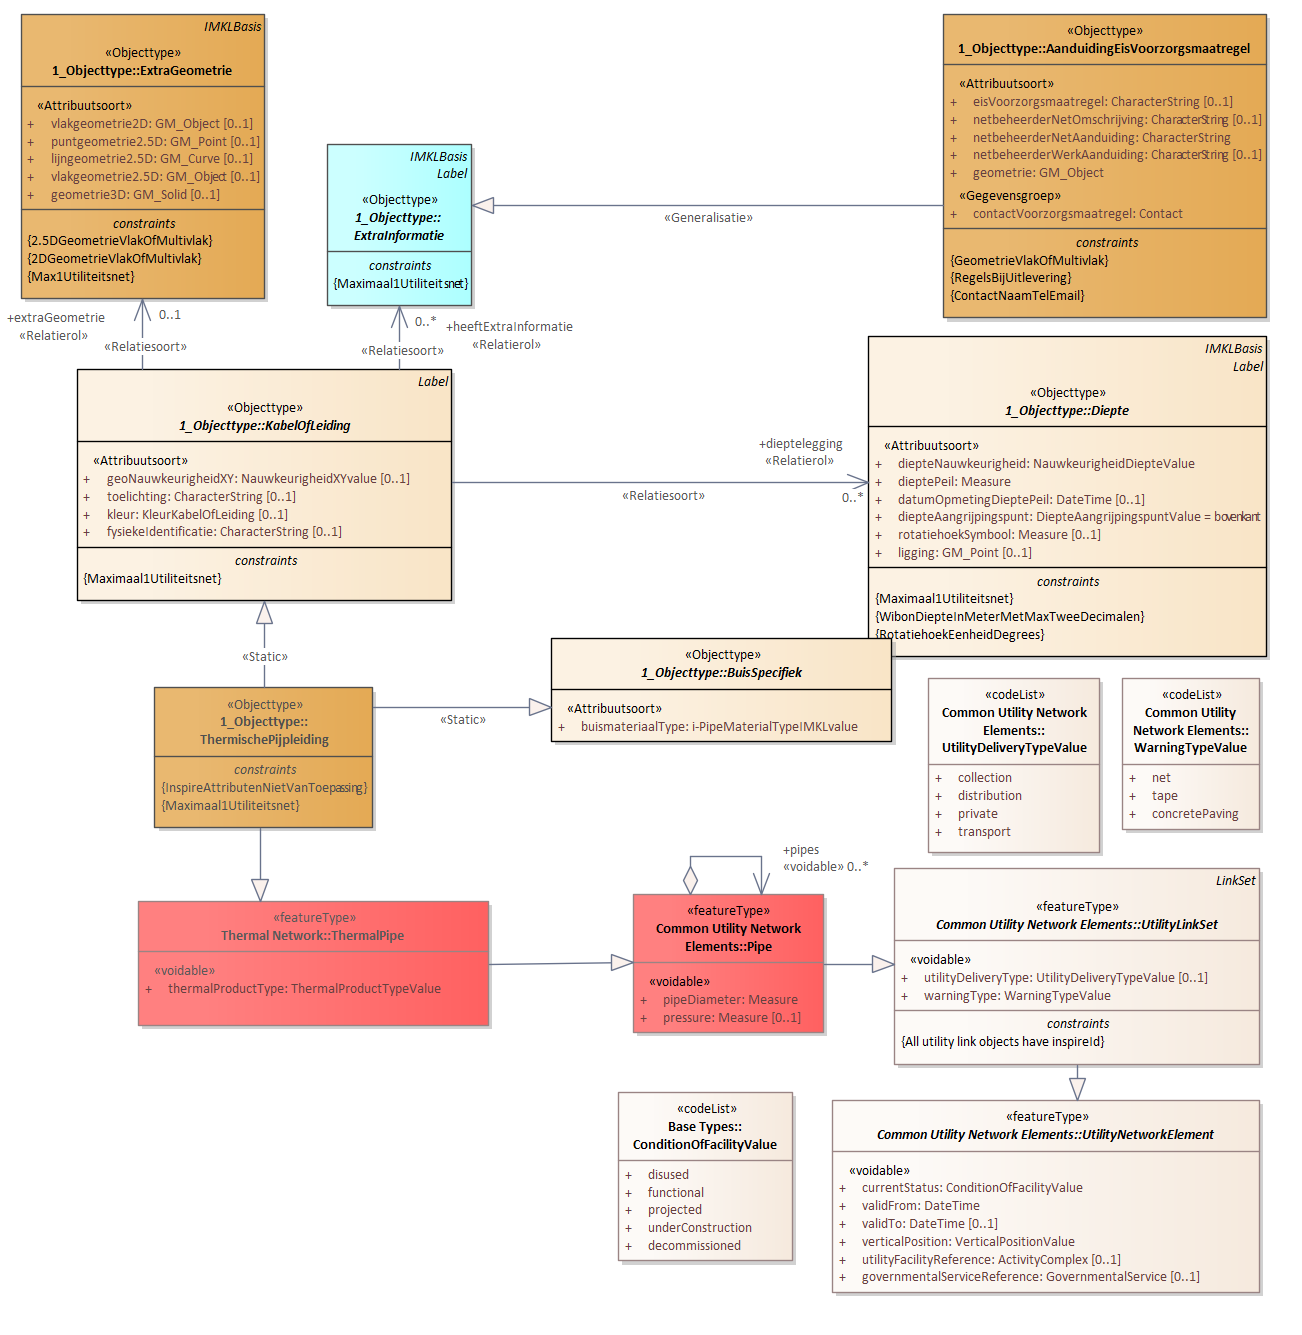 IMKLBasis
«Objecttype»
1_Objecttype::ExtraGeometrie
«Attribuutsoort»
+ vlakgeometrie2D: GM_Object [0..1]
+ puntgeometrie2.5D: GM_Point [0..1]
+ lijngeometrie2.5D: GM_Curve [0..1]
+ vlakgeometrie2.5D: GM_Object [0..1]
+ geometrie3D: GM_Solid [0..1]
constraints
{2.5DGeometrieVlakOfMultivlak}
{2DGeometrieVlakOfMultivlak}
{Max1Utiliteitsnet}
IMKLBasis
Label
«Objecttype»
1_Objecttype::
ExtraInformatie
constraints
{Maximaal1Utiliteitsnet}
«Generalisatie»
«Objecttype»
1_Objecttype::AanduidingEisVoorzorgsmaatregel
«Attribuutsoort»
+ eisVoorzorgsmaatregel: CharacterString [0..1]
+ netbeheerderNetOmschrijving: CharacterString [0..1]
+ netbeheerderNetAanduiding: CharacterString
+ netbeheerderWerkAanduiding: CharacterString [0..1]
+ geometrie: GM_Object
«Gegevensgroep»
+ contactVoorzorgsmaatregel: Contact
constraints
{GeometrieVlakOfMultivlak}
{RegelsBijUitlevering}
{ContactNaamTelEmail}
+extraGeometrie
«Relatierol»
0..1
«Relatiesoort»
0..*
+heeftExtraInformatie
«Relatierol»
«Relatiesoort»
Label
«Objecttype»
1_Objecttype::KabelOfLeiding
«Attribuutsoort»
+ geoNauwkeurigheidXY: NauwkeurigheidXYvalue [0..1]
+ toelichting: CharacterString [0..1]
+ kleur: KleurKabelOfLeiding [0..1]
+ fysiekeIdentificatie: CharacterString [0..1]
constraints
{Maximaal1Utiliteitsnet}
+dieptelegging
«Relatierol»
0..*
«Relatiesoort»
IMKLBasis
Label
«Objecttype»
1_Objecttype::Diepte
«Attribuutsoort»
+ diepteNauwkeurigheid: NauwkeurigheidDiepteValue
+ dieptePeil: Measure
+ datumOpmetingDieptePeil: DateTime [0..1]
+ diepteAangrijpingspunt: DiepteAangrijpingspuntValue = bovenkant
+ rotatiehoekSymbool: Measure [0..1]
+ ligging: GM_Point [0..1]
constraints
{Maximaal1Utiliteitsnet}
{WibonDiepteInMeterMetMaxTweeDecimalen}
{RotatiehoekEenheidDegrees}
«Static»
«Objecttype»
1_Objecttype::
ThermischePijpleiding
constraints
{InspireAttributenNietVanToepassing}
{Maximaal1Utiliteitsnet}
«Static»
«Objecttype»
1_Objecttype::BuisSpecifiek
«Attribuutsoort»
+ buismateriaalType: i-PipeMaterialTypeIMKLvalue
«codeList»
Common Utility Network
Elements::
UtilityDeliveryTypeValue
+ collection
+ distribution
+ private
+ transport
«codeList»
Common Utility
Network Elements::
WarningTypeValue
+ net
+ tape
+ concretePaving
«featureType»
Thermal Network::ThermalPipe
«voidable»
+ thermalProductType: ThermalProductTypeValue
+pipes
«voidable» 0..*
«featureType»
Common Utility Network
Elements::Pipe
«voidable»
+ pipeDiameter: Measure
+ pressure: Measure [0..1]
LinkSet
«featureType»
Common Utility Network Elements::UtilityLinkSet
«voidable»
+ utilityDeliveryType: UtilityDeliveryTypeValue [0..1]
+ warningType: WarningTypeValue
constraints
{All utility link objects have inspireId}
«codeList»
Base Types::
ConditionOfFacilityValue
+ disused
+ functional
+ projected
+ underConstruction
+ decommissioned
«featureType»
Common Utility Network Elements::UtilityNetworkElement
«voidable»
+ currentStatus: ConditionOfFacilityValue
+ validFrom: DateTime
+ validTo: DateTime [0..1]
+ verticalPosition: VerticalPositionValue
+ utilityFacilityReference: ActivityComplex [0..1]
+ governmentalServiceReference: GovernmentalService [0..1]